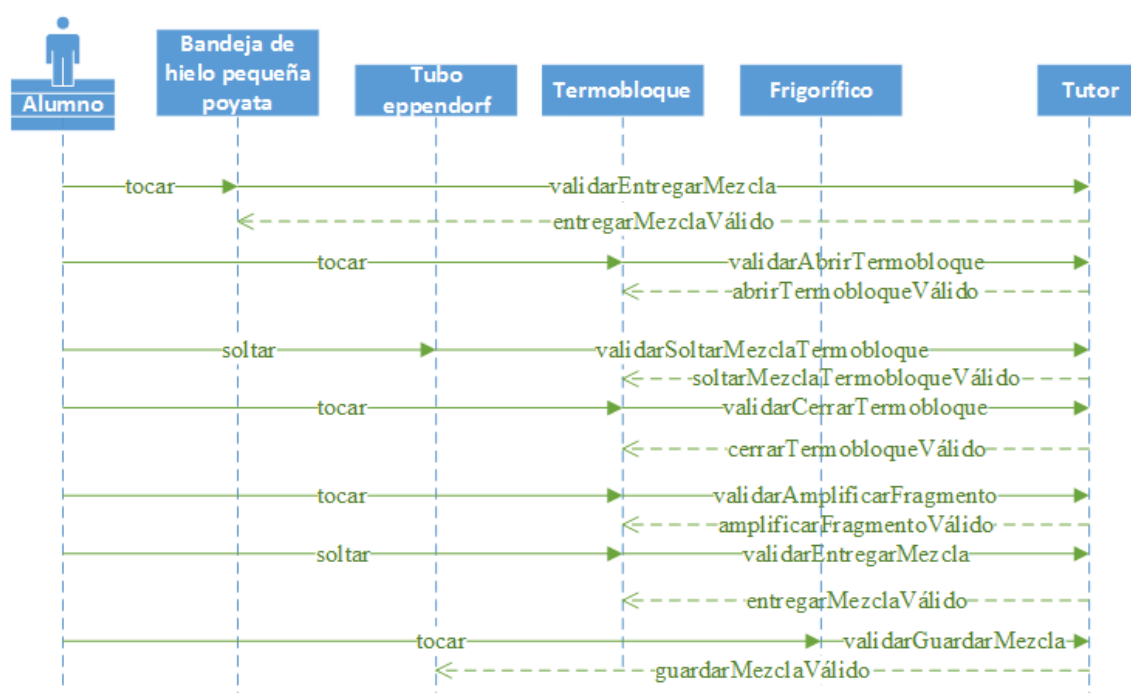 Alumno
Bandeja de
hielo pequeña
poyata
Tubo
eppendorf
Termobloque
Frigorífico
Tutor
tocar
validarEntregarMezcla
entregarMezclaVálido
tocar
validarAbrirTermobloque
abrirTermobloqueVálido
soltar
validarSoltarMezclaTermobloque
soltarMezclaTermobloqueVálido
tocar
validarCerrarTermobloque
cerrarTermobloqueVálido
tocar
validarAmplificarFragmento
amplificarFragmentoVálido
soltar
validarEntregarMezcla
entregarMezclaVálido
tocar
validarGuardarMezcla
guardarMezclaVálido